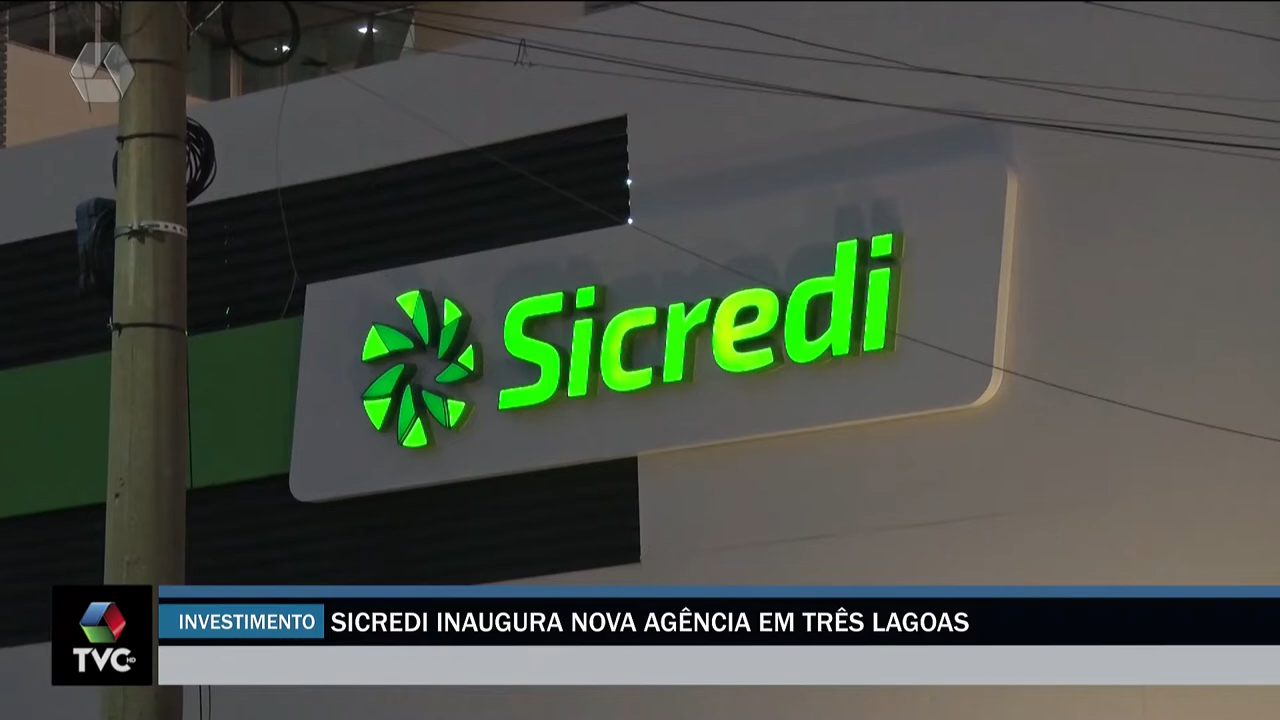 Sicredi
INVESTIMENTO SICREDI INAUGURA NOVA AGÊNCIA EM TRÊS LAGOAS
TVC HD